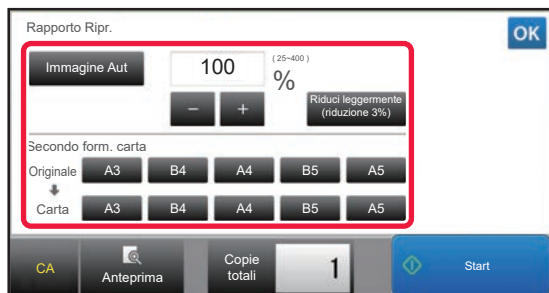 Rapporto Ripr.
OK
Immagine Aut
100
(25~400)
%
− +
Riduci leggermente
(riduzione 3%)
Secondo form. carta
Originale A3 B4 A4 B5 A5
Carta A3 B4 A4 B5 A5
CA
Anteprima
Copie
totali
1
Start